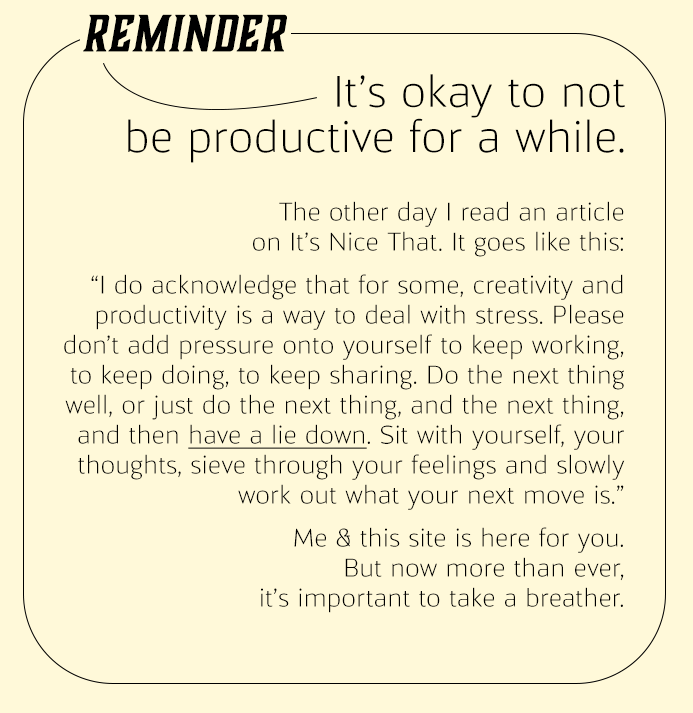 REMINDER
It's okay to not
be productive for a while.
The other day I read an article
on It's Nice That. It goes like this:
“I do acknowledge that for some, creativity and
productivity is a way to deal with stress. Please
don't add pressure onto yourself to keep working,
to keep doing, to keep sharing. Do the next thing
well, or just do the next thing, and the next thing,
and then have a lie down. Sit with yourself, your
thoughts, sieve through your feelings and slowly
work out what your next move is.”
Me & this site is here for you.
But now more than ever,
it's important to take a breather.